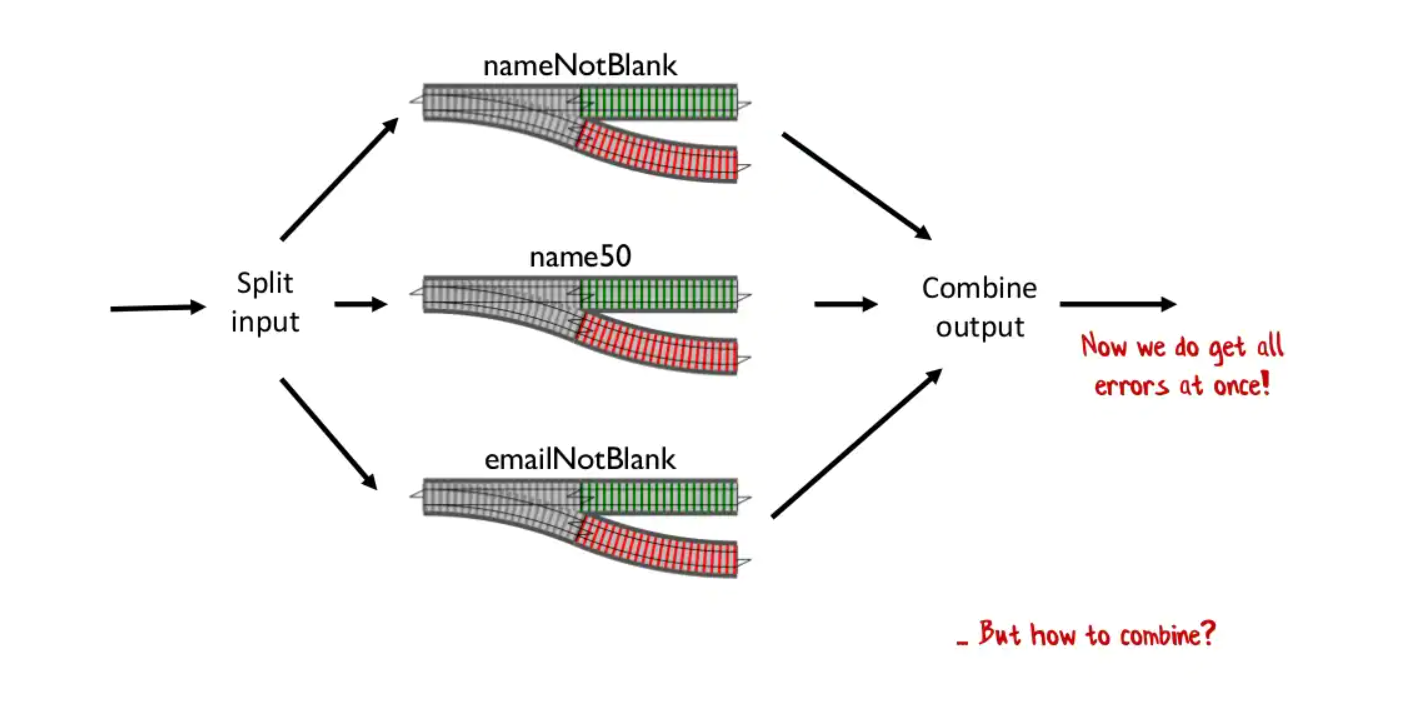 nameNotBlank
name50
Split
input
Combine
output
Now we do get all
errors at once!
emailNotBlank
_ But how to combine?